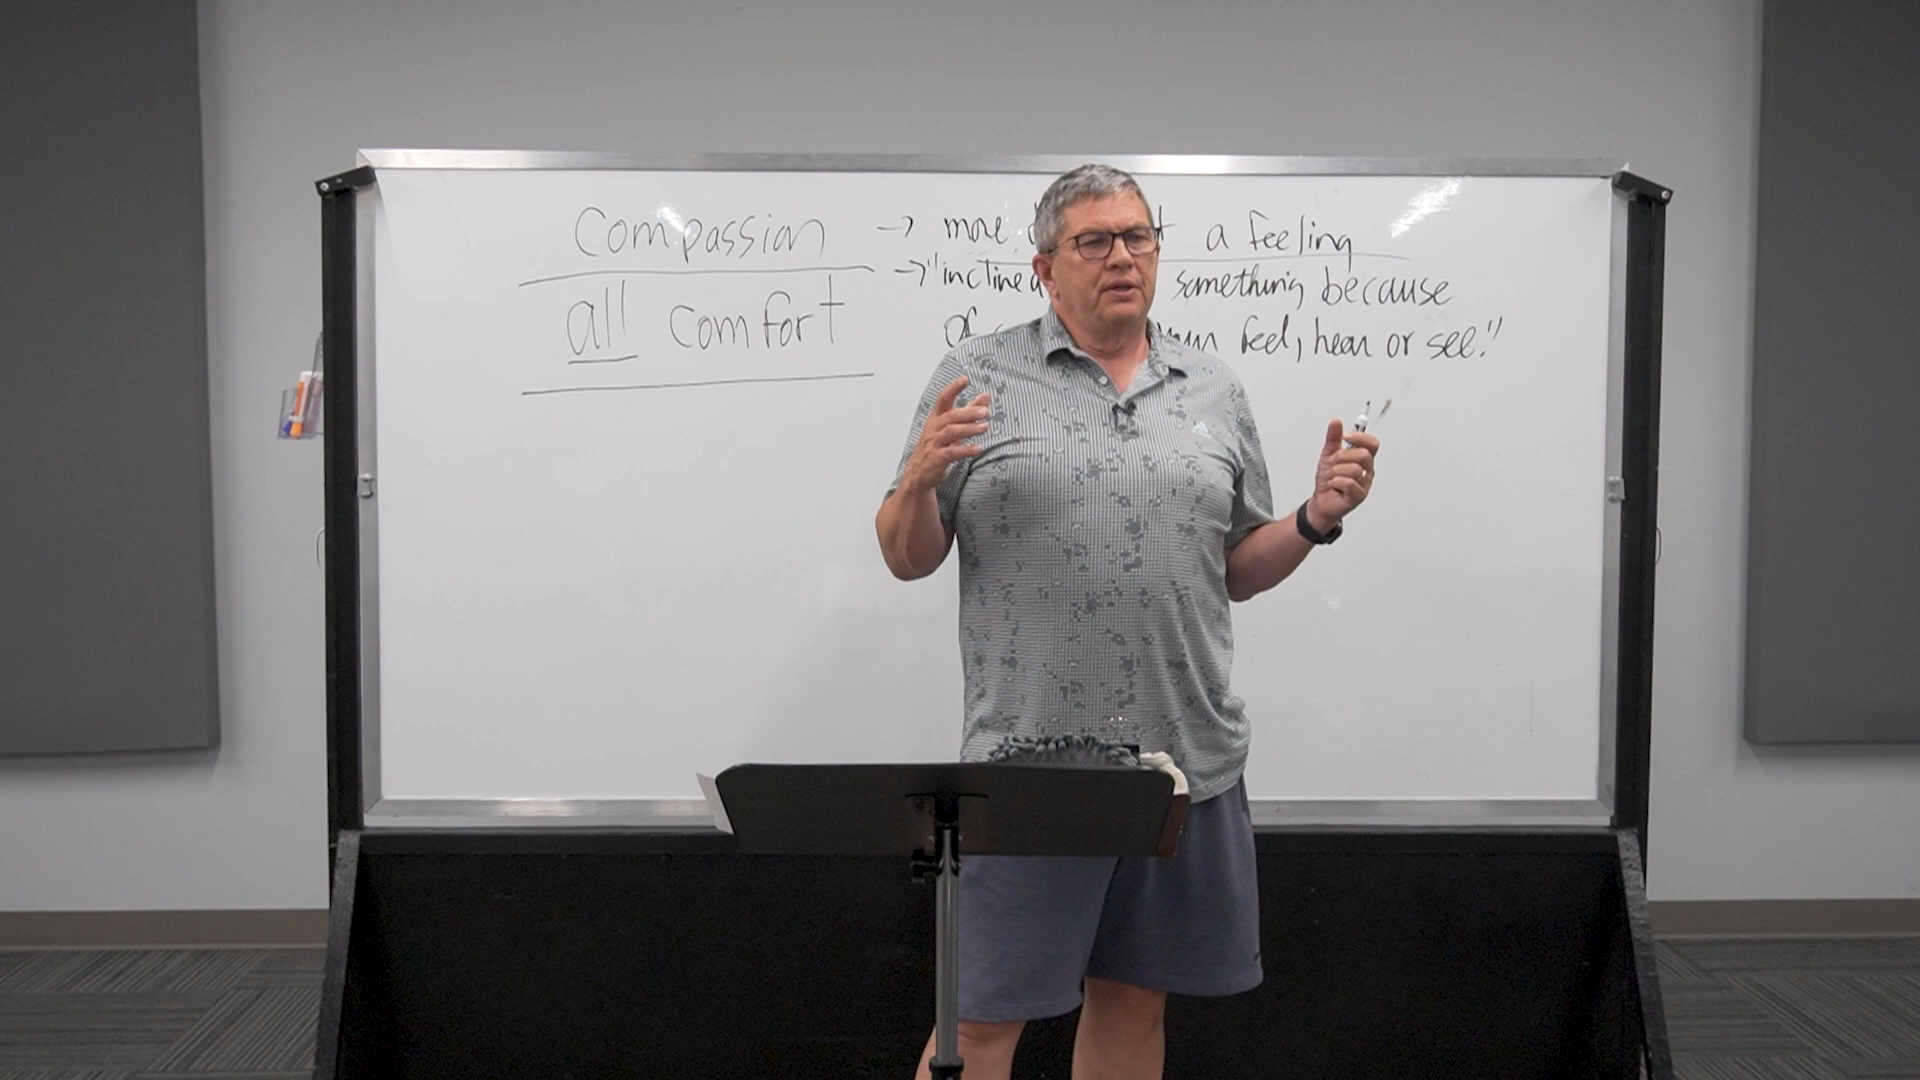 Compassion → more a feeling
→ "inclined something because
all comfort
of feel, hear or see."